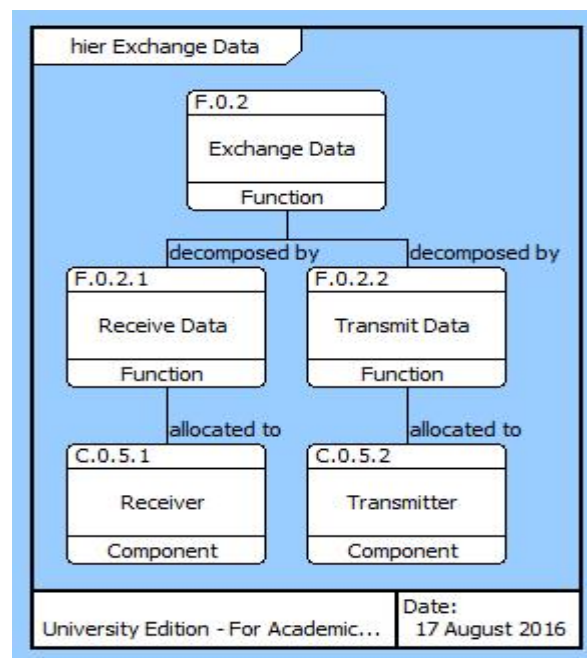 hier Exchange Data
F.0.2
Exchange Data
Function
decomposed by
decomposed by
F.0.2.1
F.0.2.2
Receive Data
Transmit Data
Function
Function
allocated to
allocated to
C.0.5.1
C.0.5.2
Receiver
Transmitter
Component
Component
University Edition - For Academic...
Date:
17 August 2016